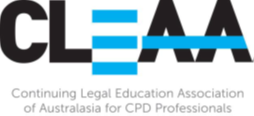 CLEAA
Continuing Legal Education Association
of Australasia for CPD Professionals